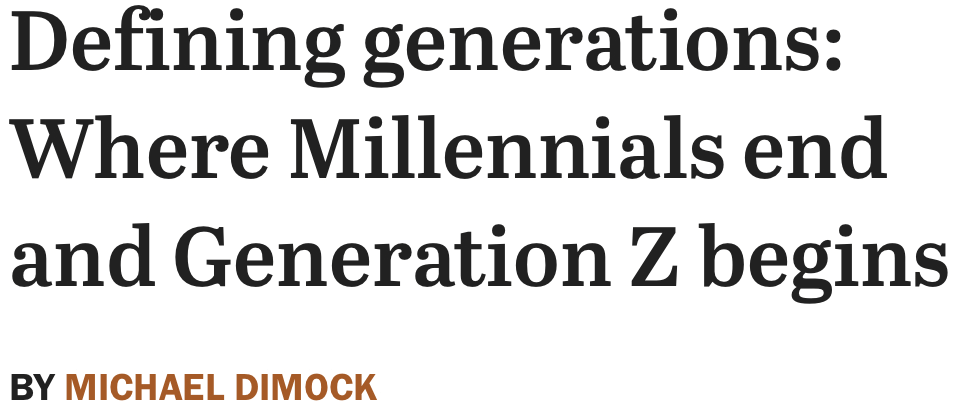 Defining generations:
Where Millennials end
and Generation Z begins
BY MICHAEL DIMOCK